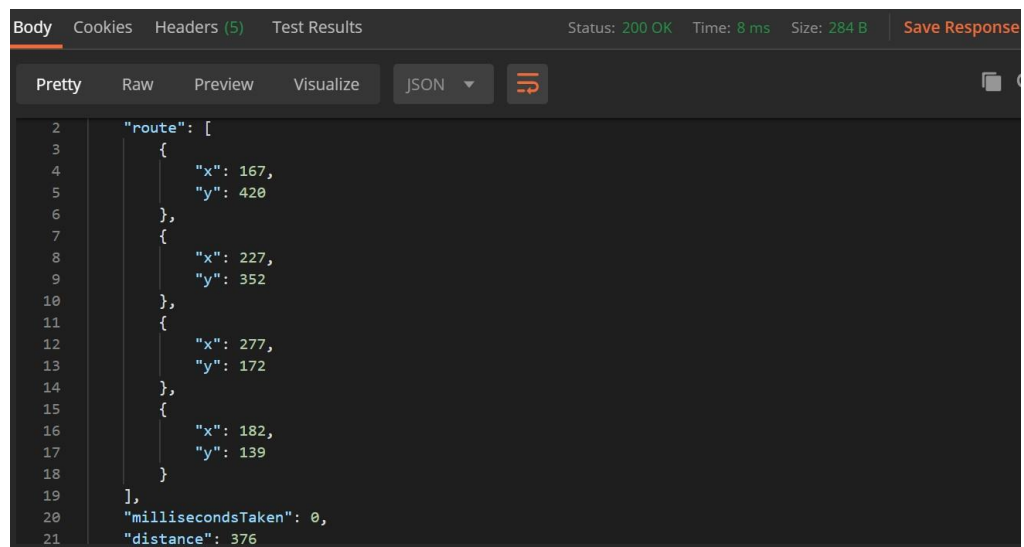 Body Cookies Headers (5) Test Results Status: 200 OK Time: 8 ms Size: 284 B Save Response
Pretty Raw Preview Visualize JSON
2 "route": [
3 {
4 "x": 167,
5 "y": 420
6 },
7 {
8 "x": 227,
9 "y": 352
10 },
11 {
12 "x": 277,
13 "y": 172
14 },
15 {
16 "x": 182,
17 "y": 139
18 }
19 ],
20 "millisecondsTaken": 0,
21 "distance": 376